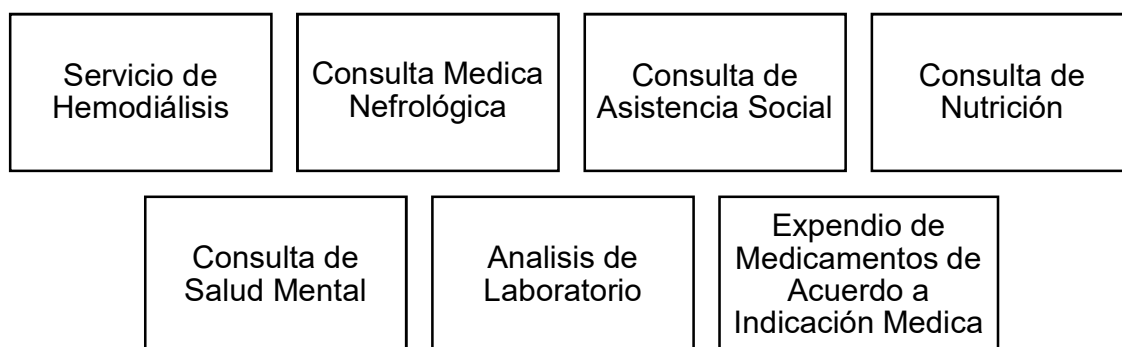 Servicio de
Hemodiálisis
Consulta Medica
Nefrológica
Consulta de
Asistencia Social
Consulta de
Nutrición
Consulta de
Salud Mental
Analisis de
Laboratorio
Expendio de
Medicamentos de
Acuerdo a
Indicación Medica